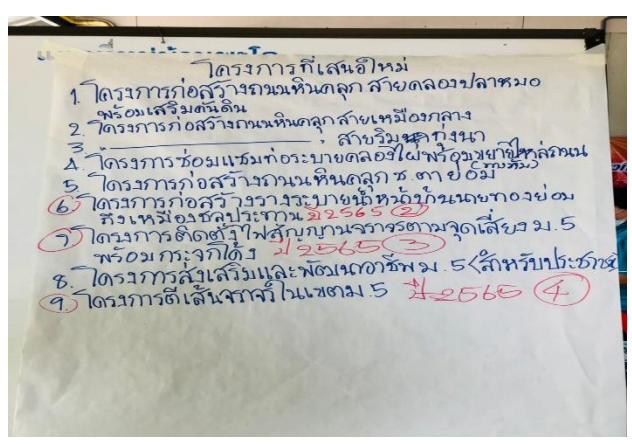 โครงการที่เสนอใหม่
1. โครงการก่อสร้างถนนหินคลุก สายคลองปลาหมอ
พร้อมเสริมคันดิน
2. โครงการก่อสร้างถนนหินคลุกสายเหมืองกลาง
3. " , สายริม ทุ่งนา
4. โครงการซ่อมแซมท่อระบายคลองไผ่พร้อมขยายไหล่ถนน
5. โครงการก่อสร้างถนนหินคลุก ซ.ตาย้อม
6. โครงการก่อสร้างรางระบายน้ำหน้าบ้านนายทองย้อม
ถึงเหมืองชลประทาน ปี 2565 (2)
7. โครงการติดตั้งไฟสัญญาณจราจรตามจุดเสี่ยง ม.5
พร้อมกระจกโค้ง ปี 2565 (3)
8. โครงการส่งเสริมและพัฒนาอาชีพ ม.5 (สำหรับประชาชน)
9. โครงการตีเส้นจราจรในเขต ม.5 ปี 2565 (4)